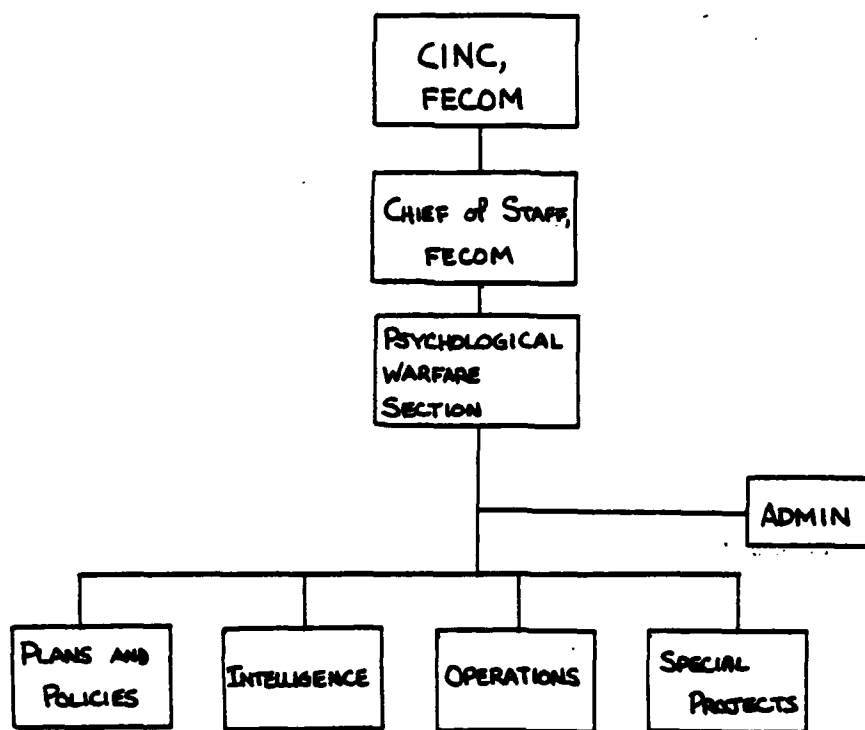 CINC,
FECOM
CHIEF of STAFF,
FECOM
PSYCHOLOGICAL
WARFARE
SECTION
ADMIN
PLANS AND
POLICIES
INTELLIGENCE
OPERATIONS
SPECIAL
PROJECTS